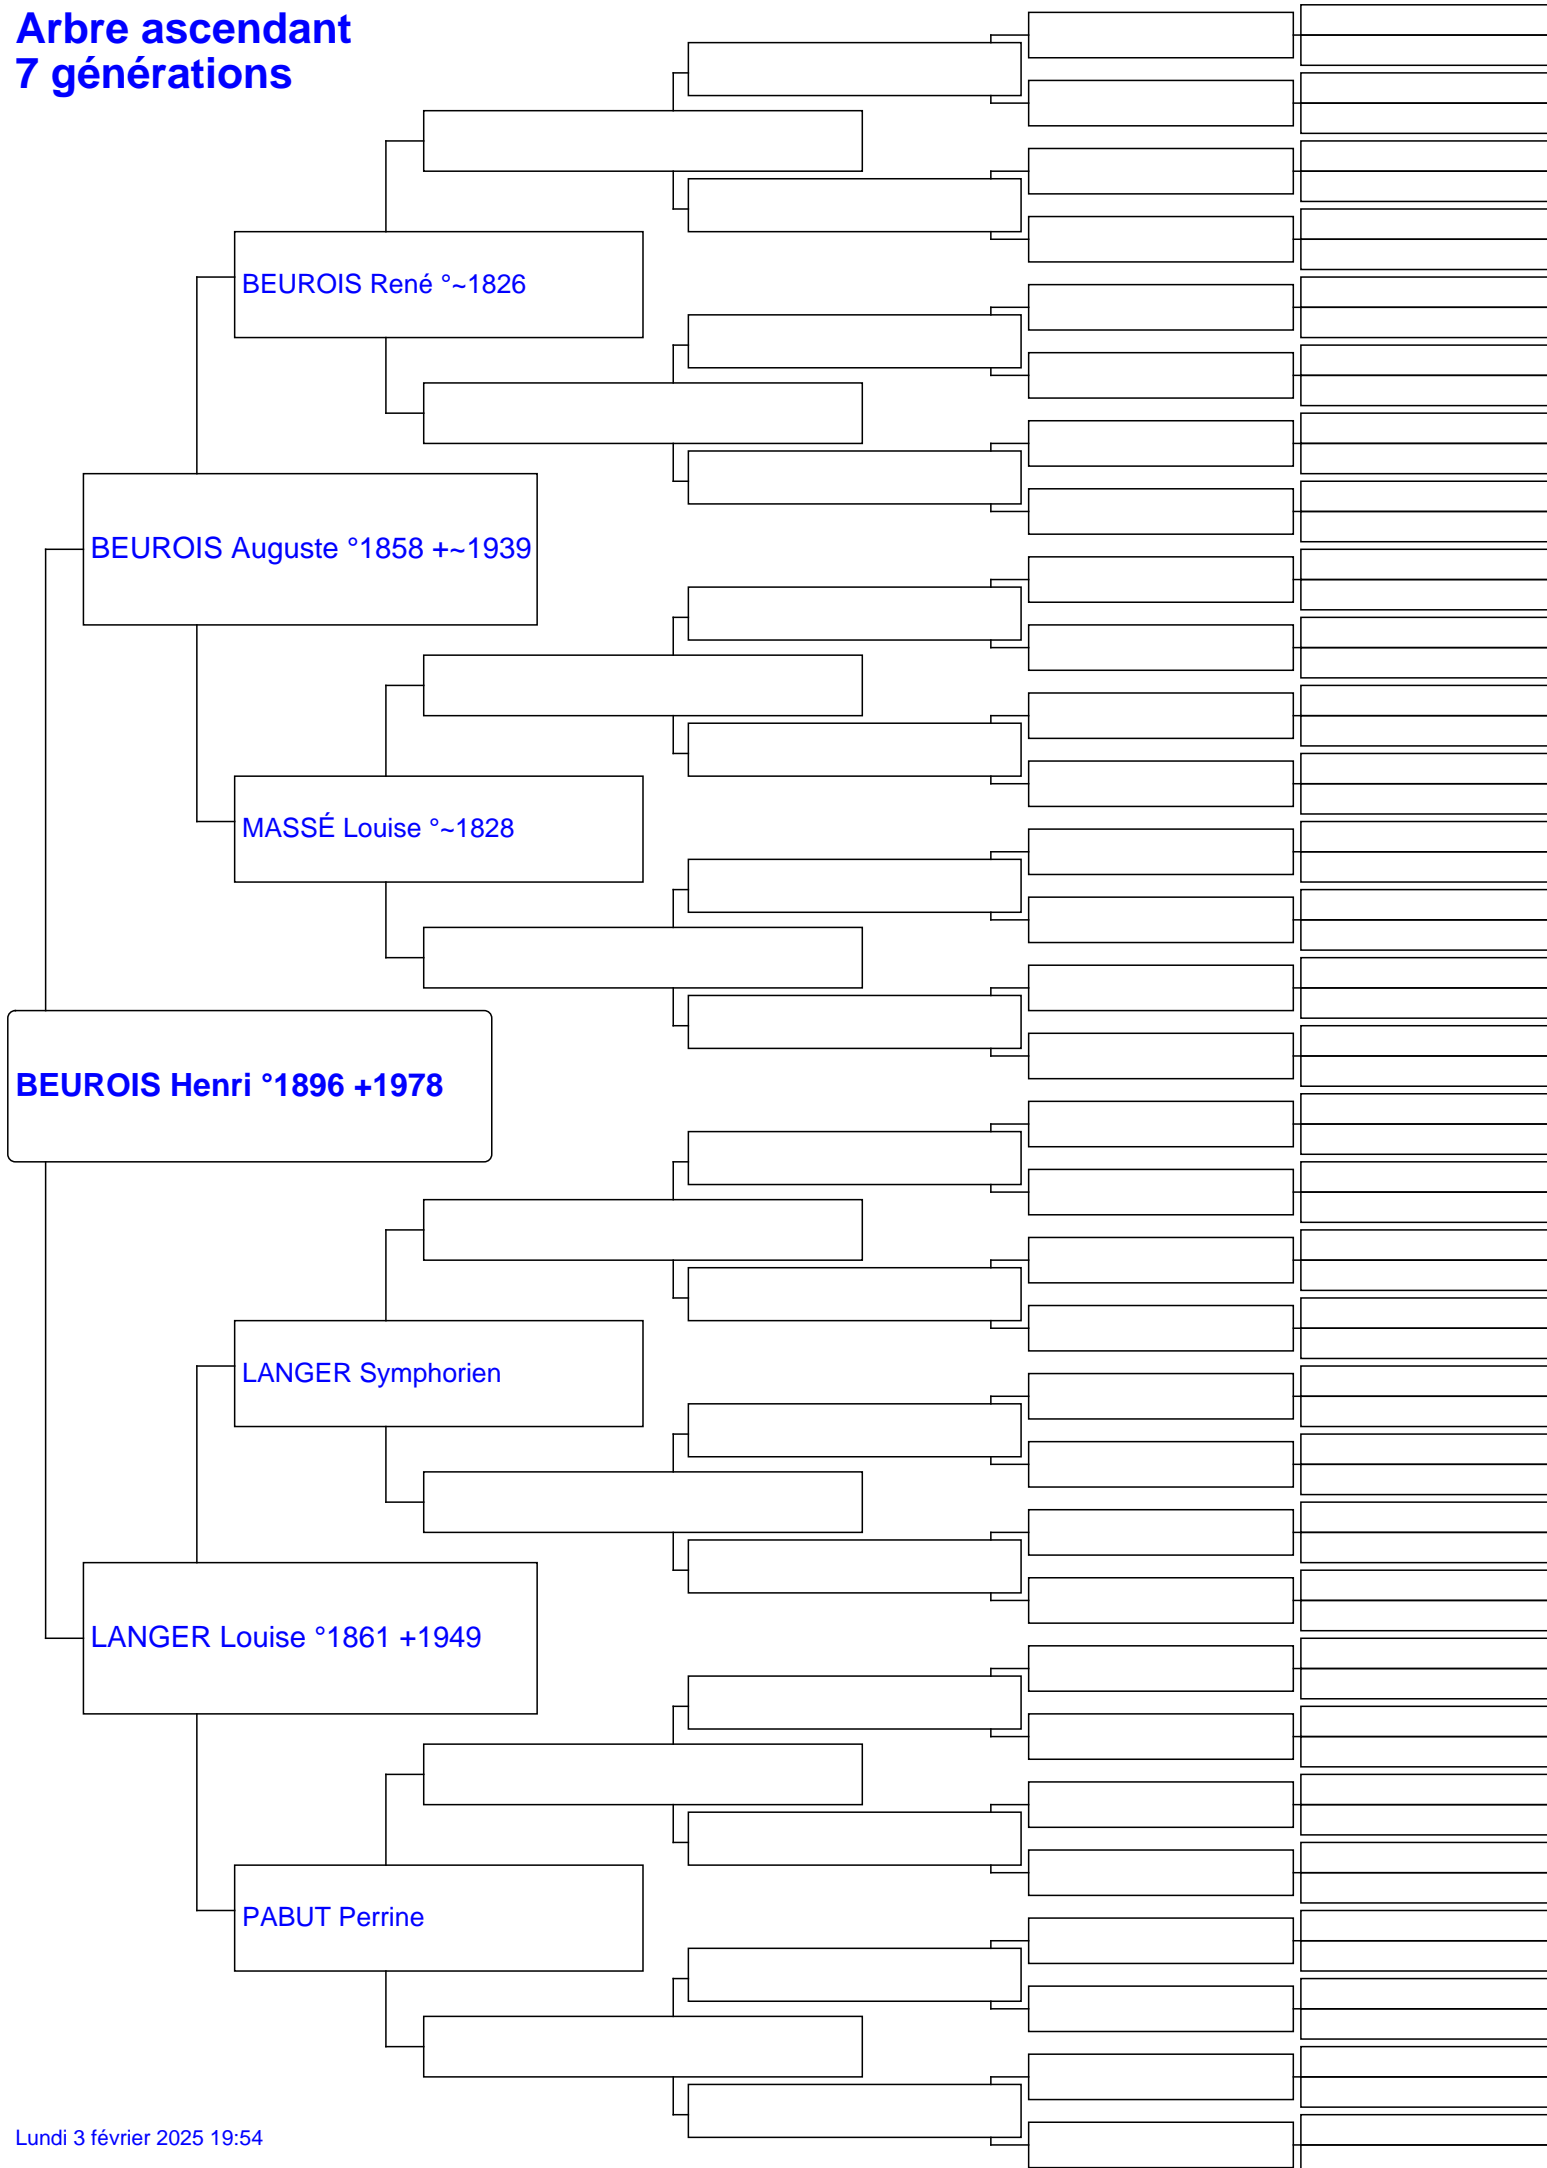 Arbre ascendant
7 générations
BEUROIS René °~1826
BEUROIS Auguste °1858 +~1939
MASSÉ Louise °~1828
BEUROIS Henri °1896 +1978
LANGER Symphorien
LANGER Louise °1861 +1949
PABUT Perrine
Lundi 3 février 2025 19:54